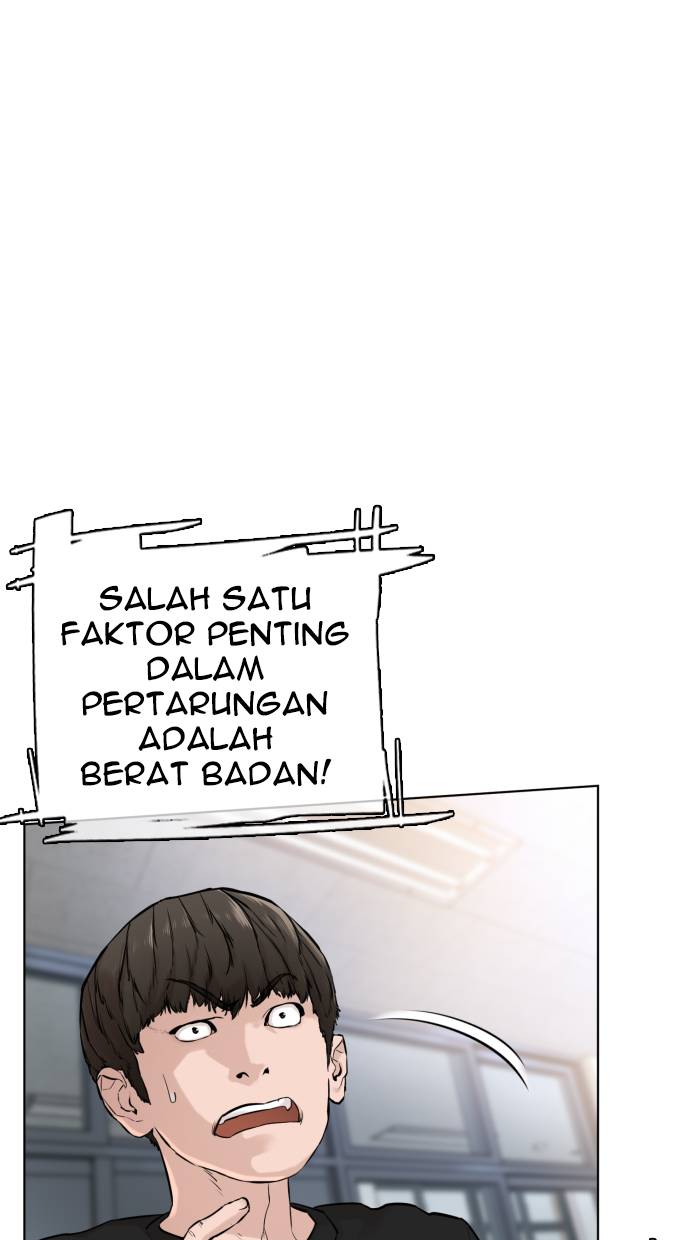 SALAH SATU
FAKTOR PENTING
DALAM
PERTARUNGAN
ADALAH
BERAT BADAN!